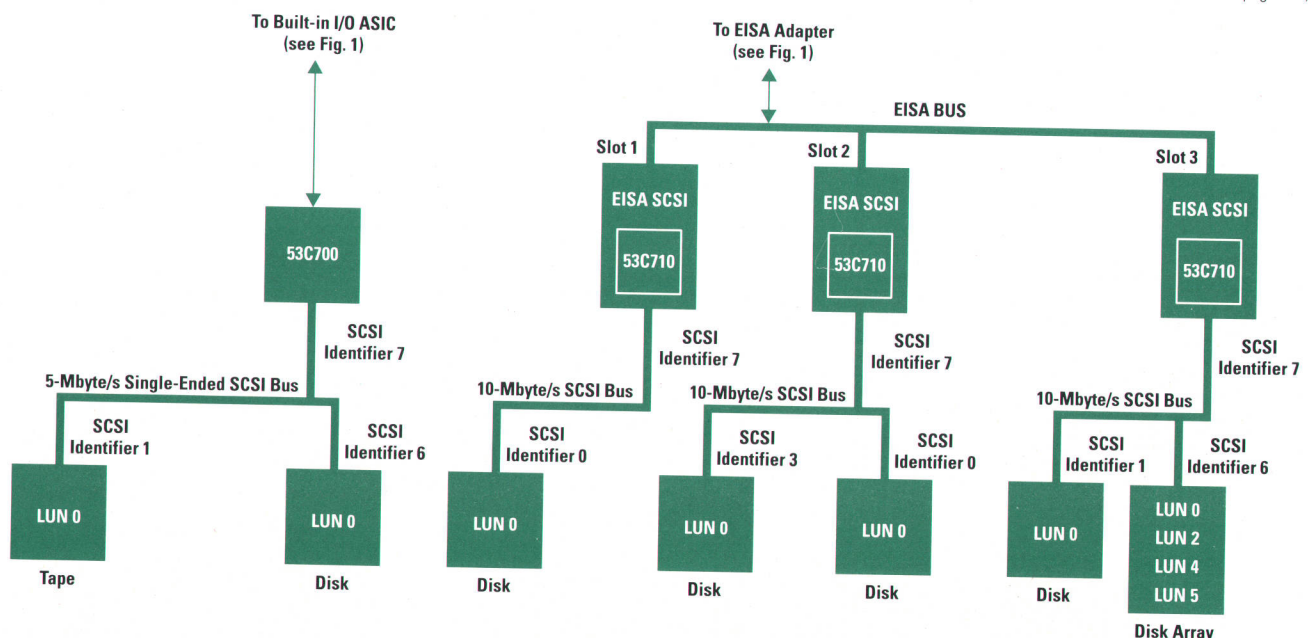 To Built-in I/O ASIC
(see Fig. 1)
To EISA Adapter
(see Fig. 1)
EISA BUS
Slot 1
Slot 2
Slot 3
EISA SCSI
53C710
EISA SCSI
53C710
EISA SCSI
53C710
53C700
SCSI
Identifier 7
SCSI
Identifier 7
SCSI
Identifier 7
SCSI
Identifier 7
5-Mbyte/s Single-Ended SCSI Bus
10-Mbyte/s SCSI Bus
10-Mbyte/s SCSI Bus
10-Mbyte/s SCSI Bus
SCSI
Identifier 1
SCSI
Identifier 6
SCSI
Identifier 0
SCSI
Identifier 3
SCSI
Identifier 0
SCSI
Identifier 1
SCSI
Identifier 6
LUN 0
Tape
LUN 0
Disk
LUN 0
Disk
LUN 0
Disk
LUN 0
Disk
LUN 0
Disk
LUN 0
LUN 2
LUN 4
LUN 5
Disk Array